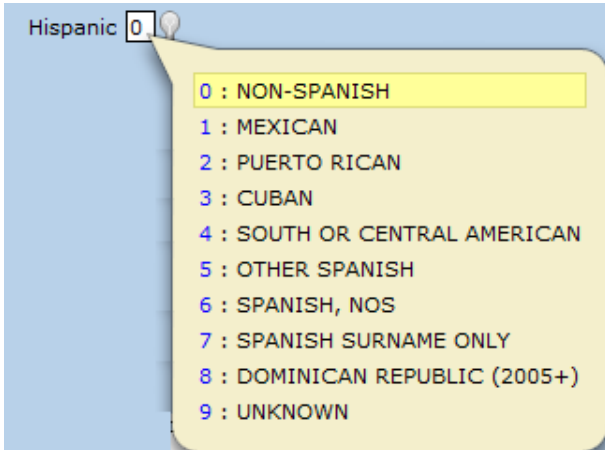 Hispanic 0
0 : NON-SPANISH
1 : MEXICAN
2 : PUERTO RICAN
3 : CUBAN
4 : SOUTH OR CENTRAL AMERICAN
5 : OTHER SPANISH
6 : SPANISH, NOS
7 : SPANISH SURNAME ONLY
8 : DOMINICAN REPUBLIC (2005+)
9 : UNKNOWN